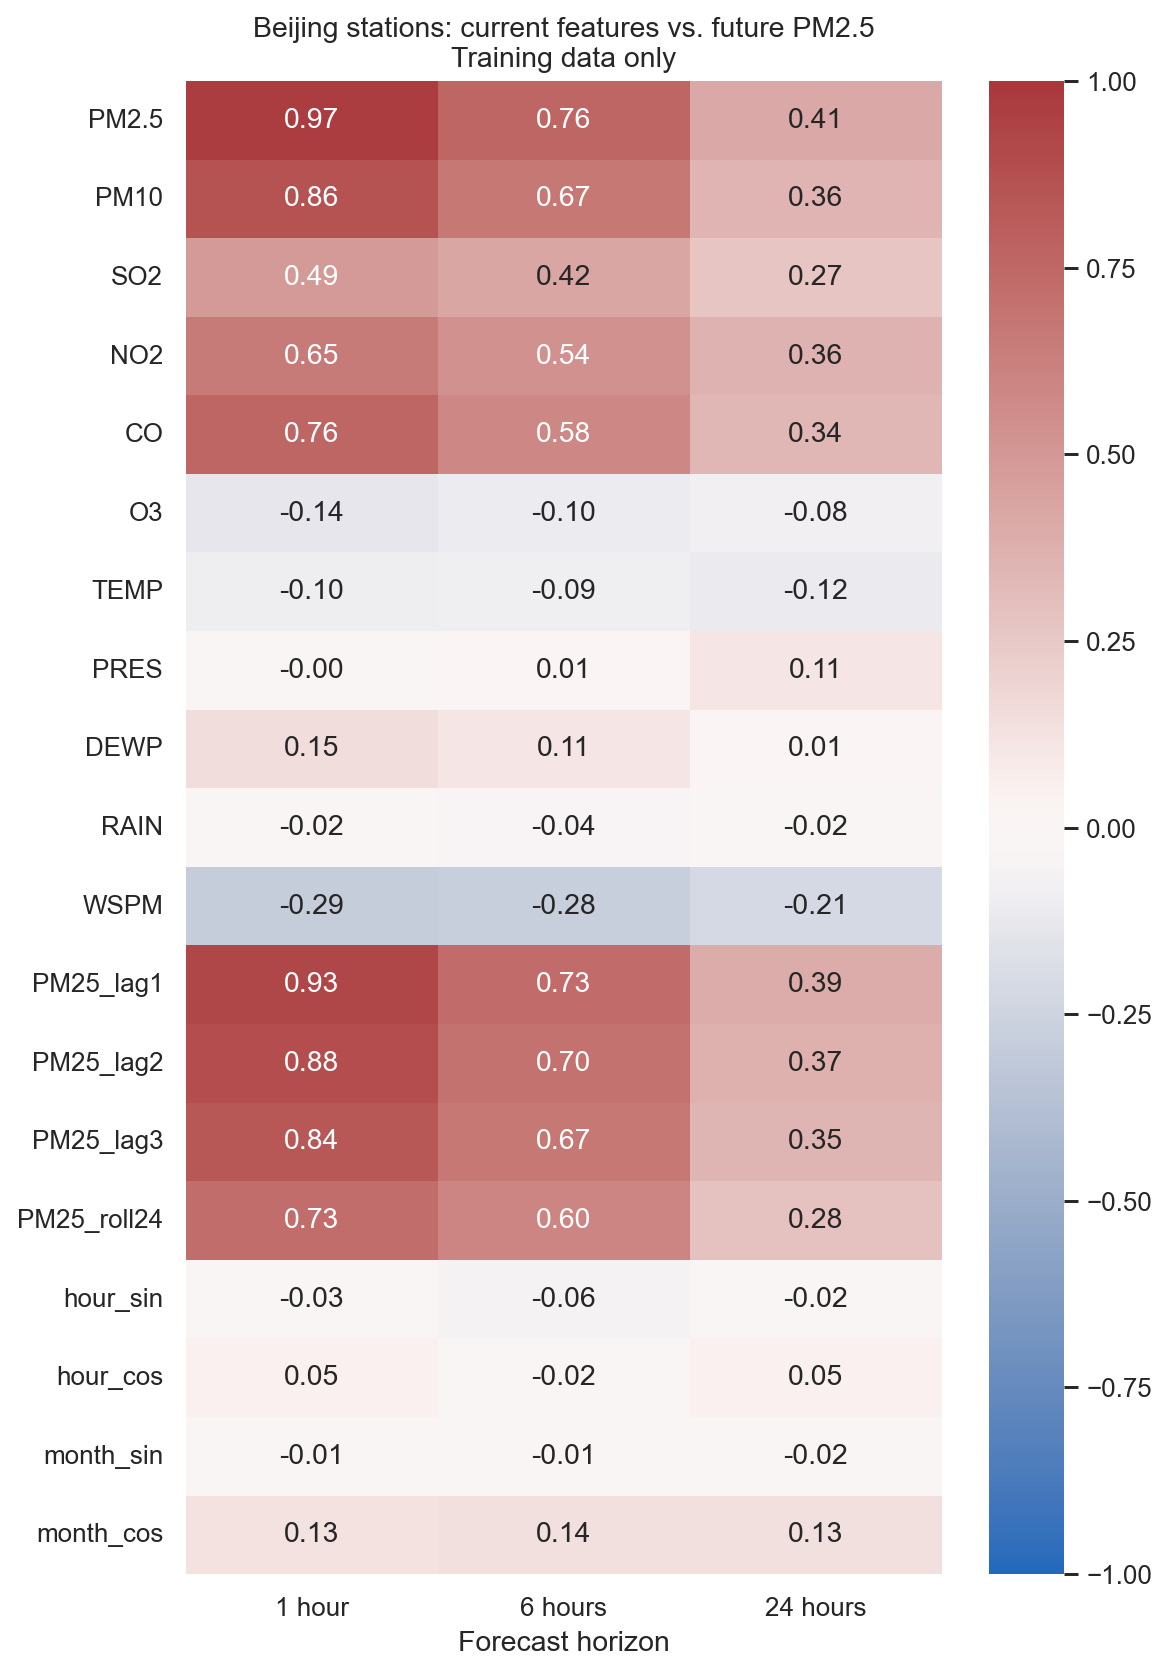 Beijing stations: current features vs. future PM2.5
Training data only
PM2.5 0.97 0.76 0.41
PM10 0.86 0.67 0.36
SO2 0.49 0.42 0.27
NO2 0.65 0.54 0.36
CO 0.76 0.58 0.34
O3 -0.14 -0.10 -0.08
TEMP -0.10 -0.09 -0.12
PRES -0.00 0.01 0.11
DEWP 0.15 0.11 0.01
RAIN -0.02 -0.04 -0.02
WSPM -0.29 -0.28 -0.21
PM25_lag1 0.93 0.73 0.39
PM25_lag2 0.88 0.70 0.37
PM25_lag3 0.84 0.67 0.35
PM25_roll24 0.73 0.60 0.28
hour_sin -0.03 -0.06 -0.02
hour_cos 0.05 -0.02 0.05
month_sin -0.01 -0.01 -0.02
month_cos 0.13 0.14 0.13
1 hour 6 hours 24 hours
Forecast horizon
1.00
0.75
0.50
0.25
0.00
−0.25
−0.50
−0.75
−1.00